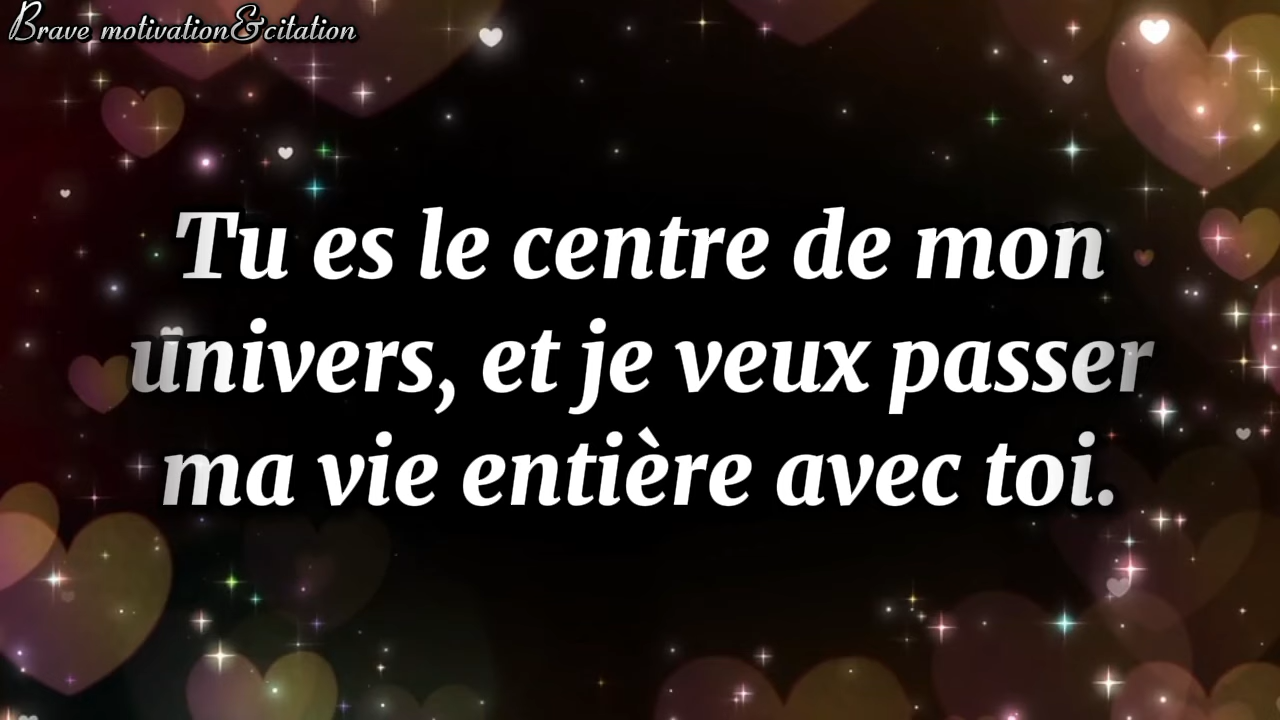 Brave motivation&citation
Tu es le centre de mon
univers, et je veux passer
ma vie entière avec toi.